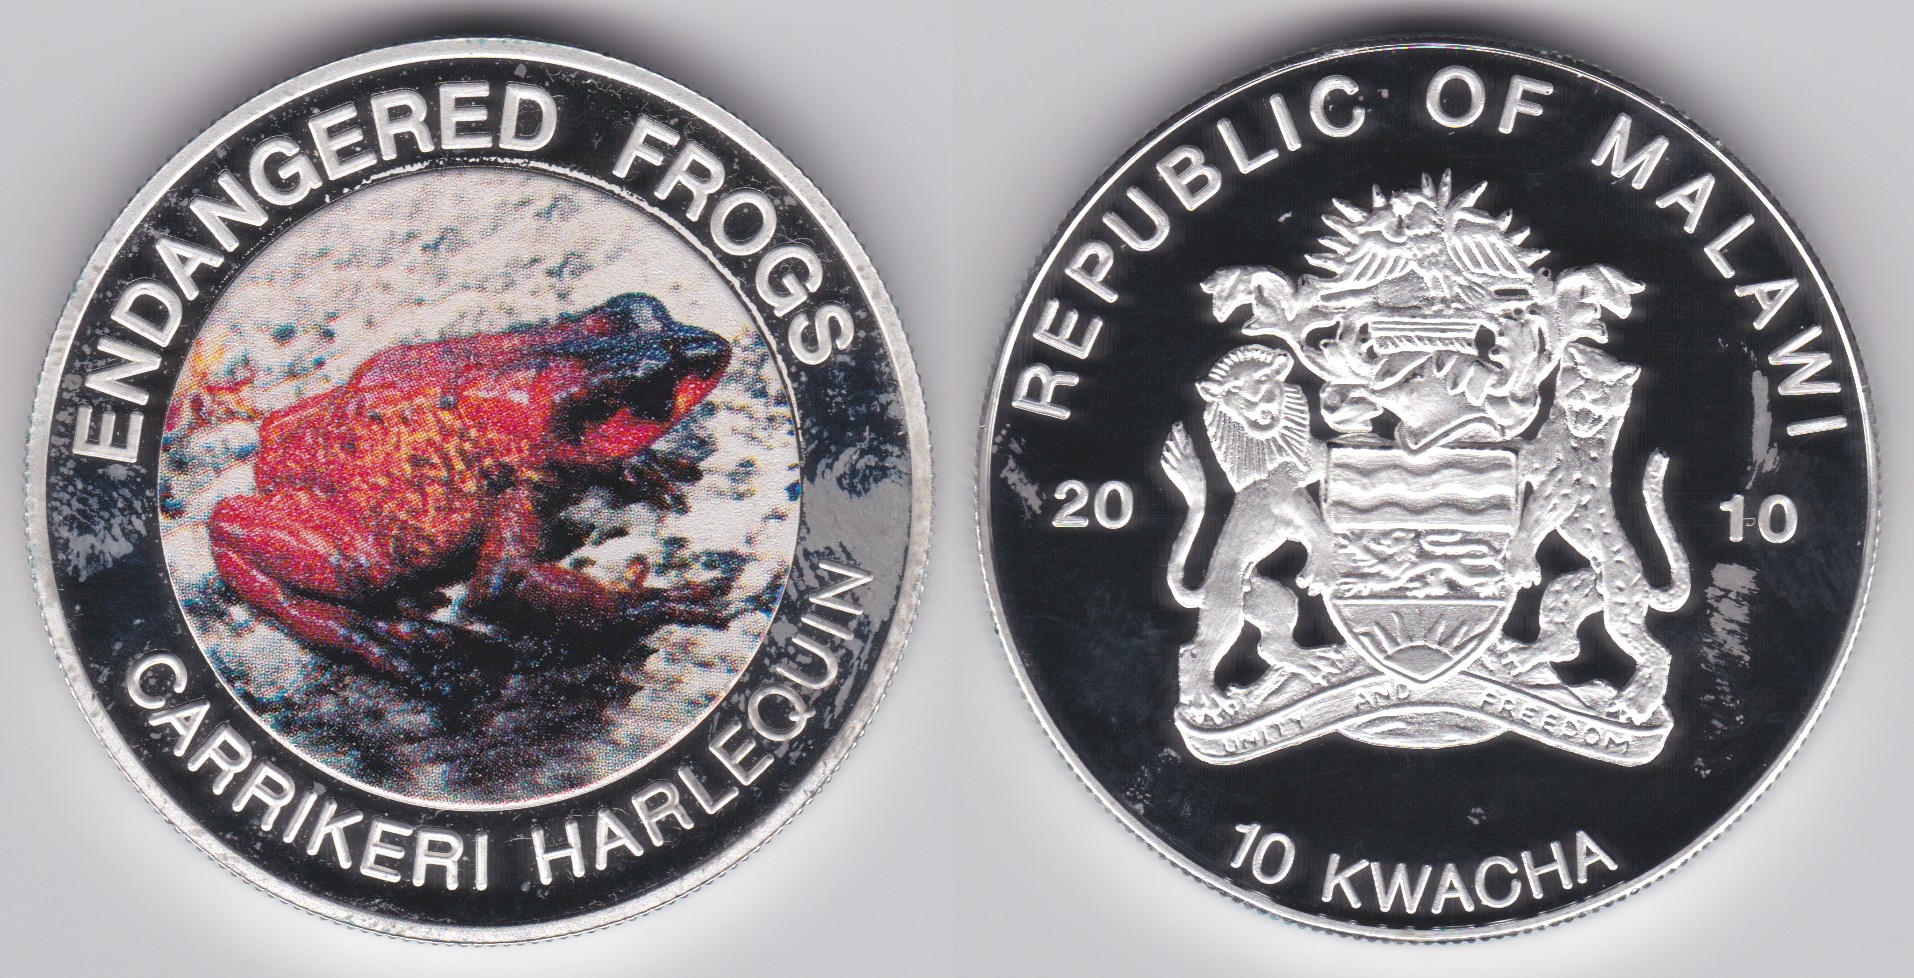 ENDANGERED FROGS
CARRIKERI HARLEQUIN
REPUBLIC OF MALAWI
20 10
UNITY AND FREEDOM
10 KWACHA